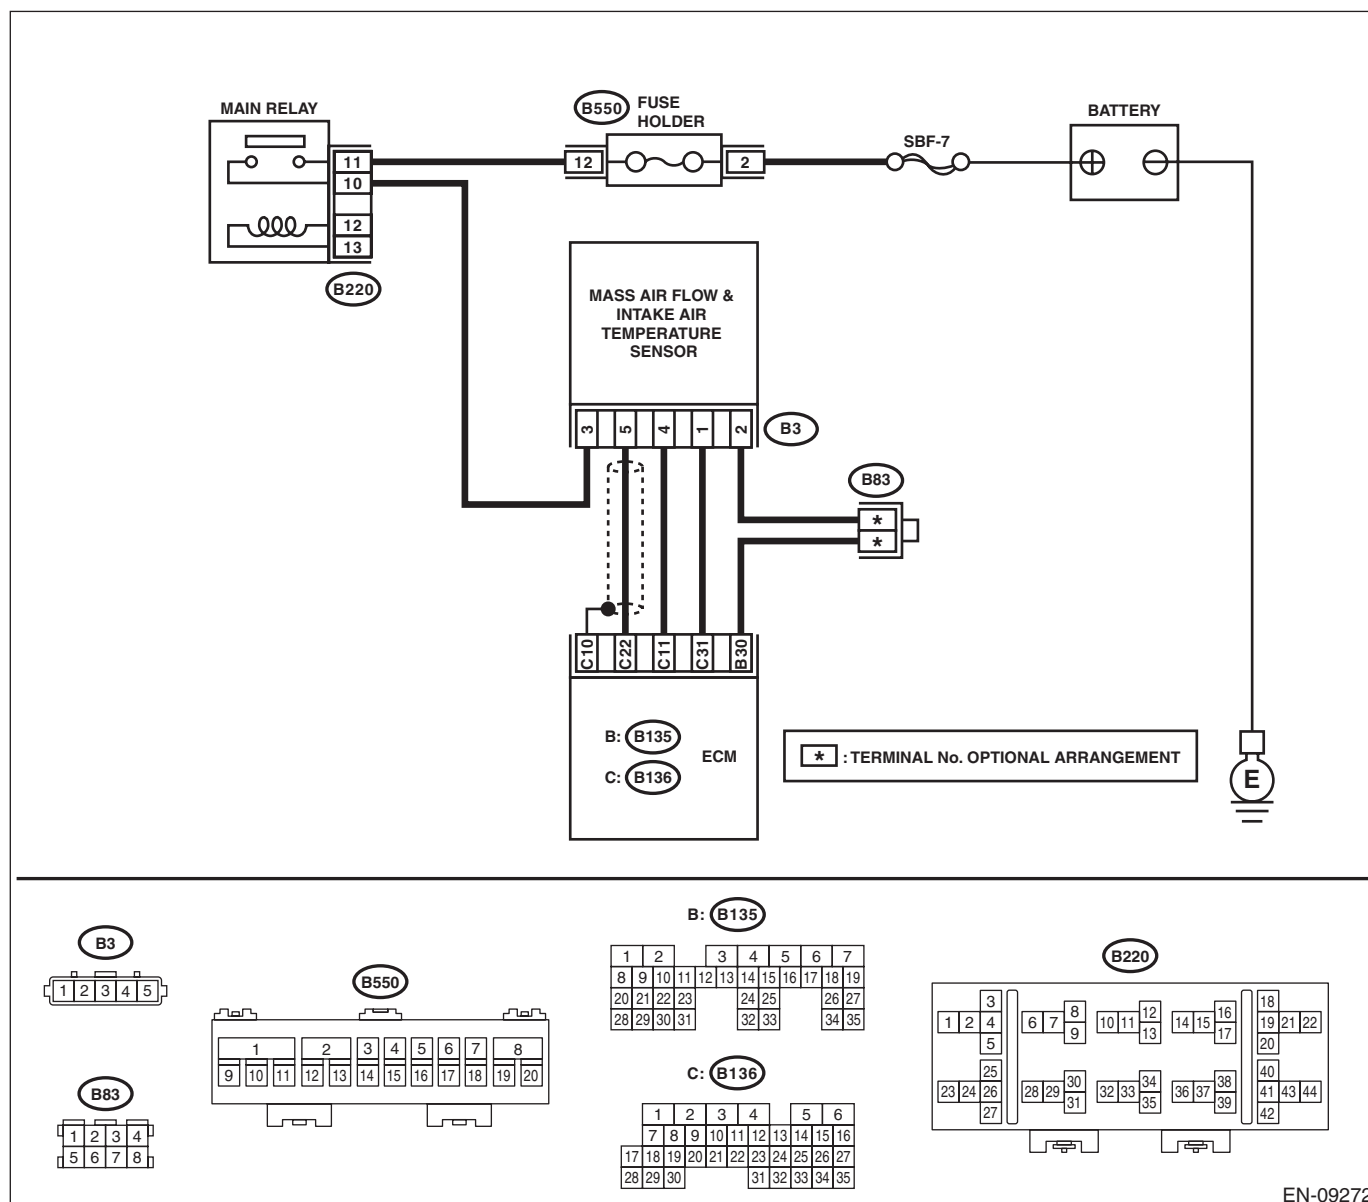 MAIN RELAY
B550
FUSE
HOLDER
SBF-7
BATTERY
11
10
12
13
12
2
B220
MASS AIR FLOW &
INTAKE AIR
TEMPERATURE
SENSOR
3 5 4 1 2
B3
B83
*
*
C10 C22 C11 C31 B30
B: B135
ECM
C: B136
* : TERMINAL No. OPTIONAL ARRANGEMENT
E
B3
1 2 3 4 5
B83
1 2 3 4
5 6 7 8
B550
1 2 3 4 5 6 7 8
9 10 11 12 13 14 15 16 17 18 19 20
B: B135
1 2 3 4 5 6 7
8 9 10 11 12 13 14 15 16 17 18 19
20 21 22 23 24 25 26 27
28 29 30 31 32 33 34 35
C: B136
1 2 3 4 5 6
7 8 9 10 11 12 13 14 15 16
17 18 19 20 21 22 23 24 25 26 27
28 29 30 31 32 33 34 35
B220
3 18
8 12 16
1 2 4 6 7 10 11 14 15 19 21 22
9 13 17
5 20
25 40
30 34 38
23 24 26 28 29 32 33 36 37 41 43 44
31 35 39
27 42
EN-09272